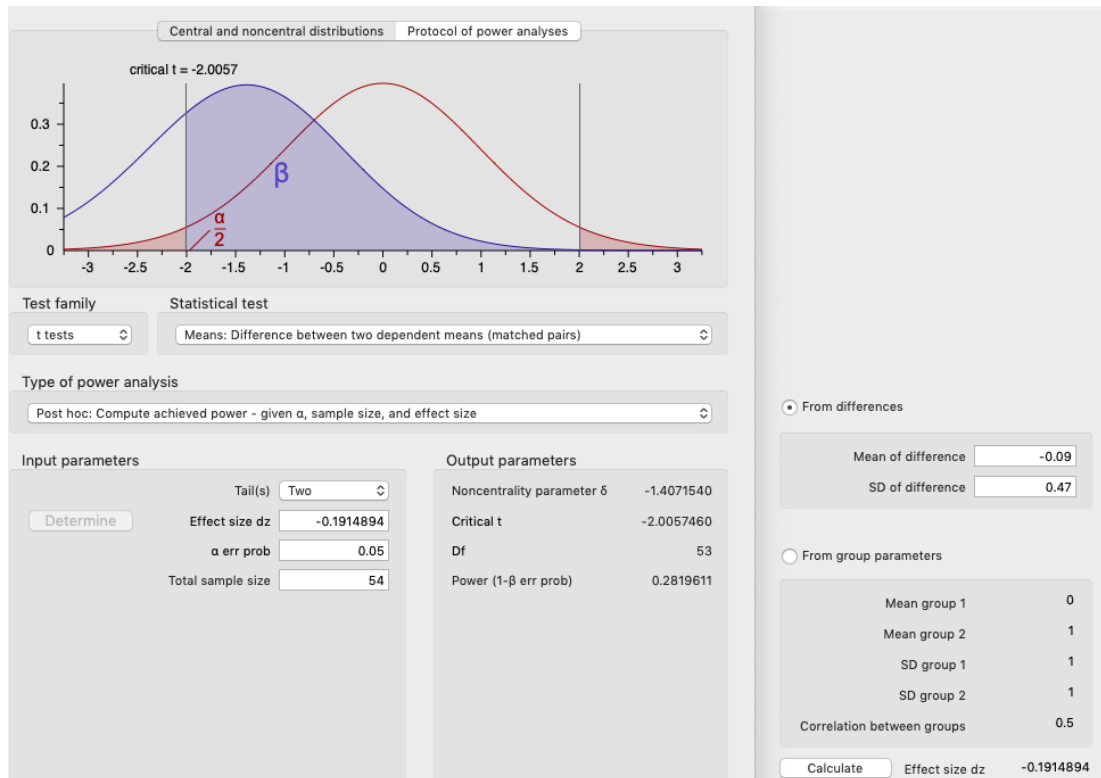 Central and noncentral distributions Protocol of power analyses
critical t = -2.0057
0.3
0.2
0.1
0
β
α
2
-3 -2.5 -2 -1.5 -1 -0.5 0 0.5 1 1.5 2 2.5 3
Test family Statistical test
t tests Means: Difference between two dependent means (matched pairs)
Type of power analysis
Post hoc: Compute achieved power - given α, sample size, and effect size
Input parameters
Tail(s) Two
Determine Effect size dz -0.1914894
α err prob 0.05
Total sample size 54
Output parameters
Noncentrality parameter δ -1.4071540
Critical t -2.0057460
Df 53
Power (1-β err prob) 0.2819611
From differences
Mean of difference -0.09
SD of difference 0.47
From group parameters
Mean group 1 0
Mean group 2 1
SD group 1 1
SD group 2 1
Correlation between groups 0.5
Calculate Effect size dz -0.1914894